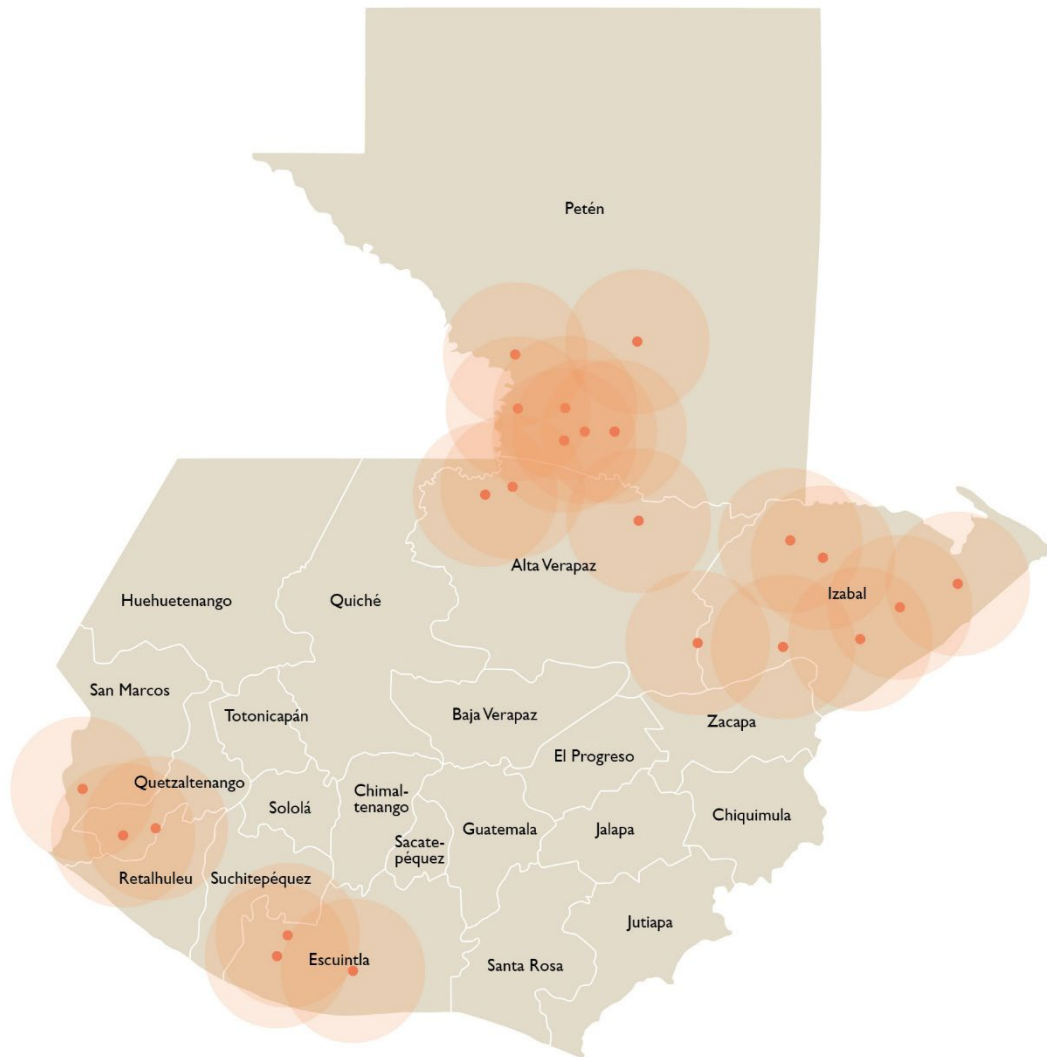 Petén
Alta Verapaz
Izabal
Huehuetenango
Quiché
San Marcos
Totonicapán
Baja Verapaz
Zacapa
El Progreso
Quetzaltenango
Sololá
Chimal-
tenango
Guatemala
Jalapa
Chiquimula
Sacate-
péquez
Retalhuleu
Suchitepéquez
Jutiapa
Escuintla
Santa Rosa